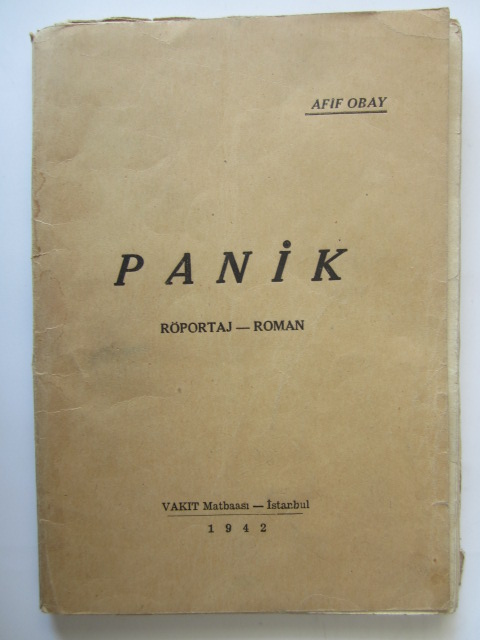 AFİF OBAY
PANİK
RÖPORTAJ — ROMAN
VAKIT Matbaası — İstanbul
1942